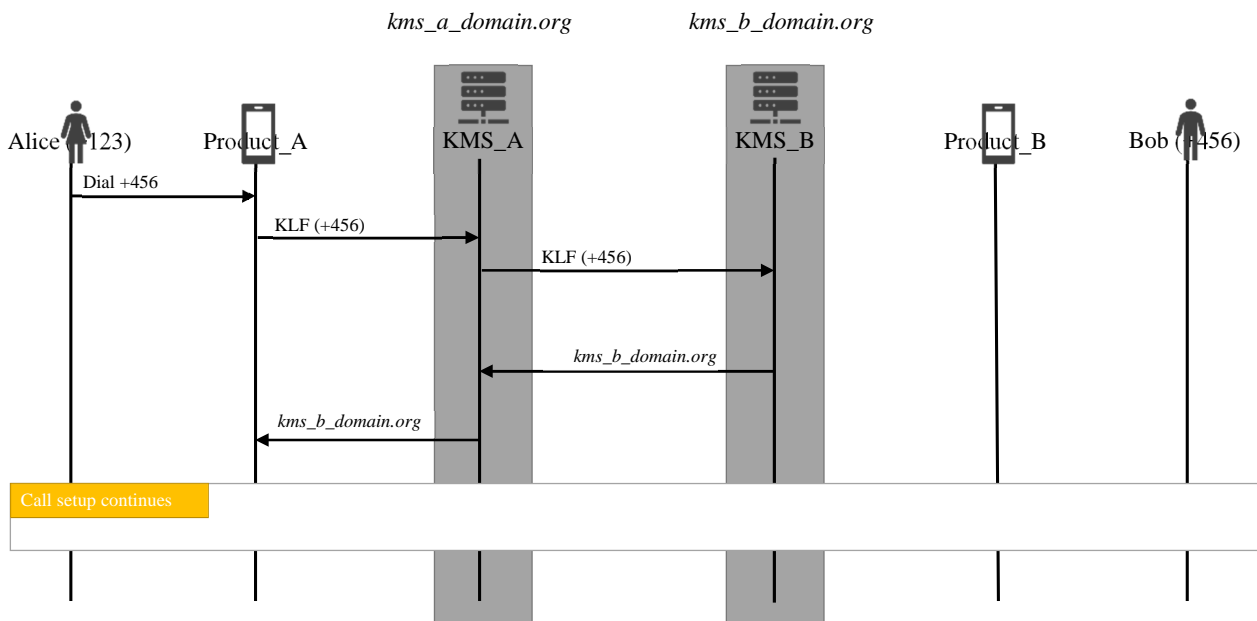 kms_a_domain.org kms_b_domain.org
Alice (+123) Product_A KMS_A KMS_B Product_B Bob (+456)
Dial +456
KLF (+456)
KLF (+456)
kms_b_domain.org
kms_b_domain.org
Call setup continues